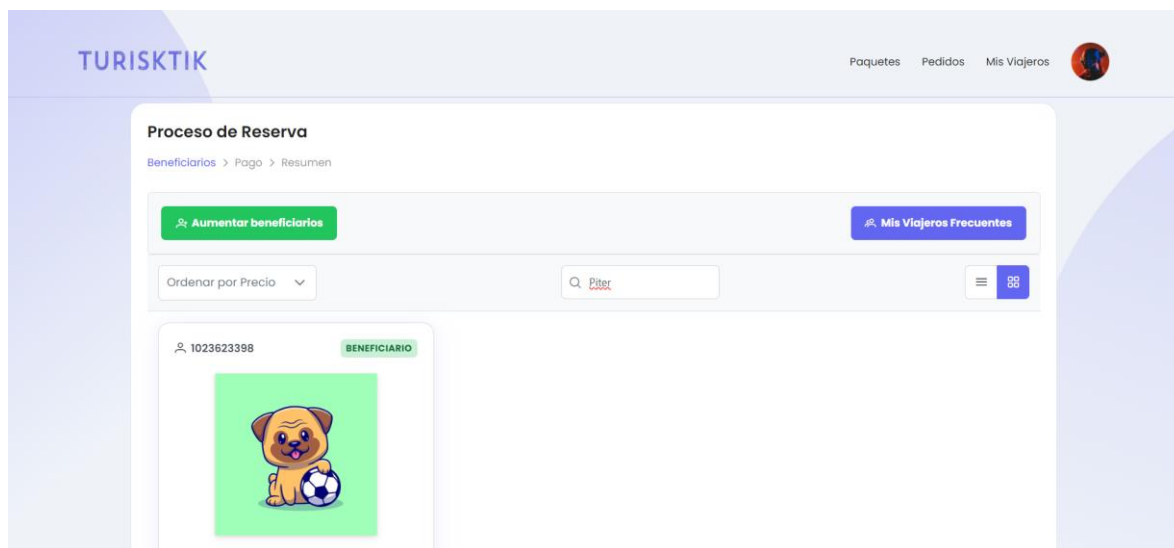 TURISKTIK
Paquetes Pedidos Mis Viajeros
Proceso de Reserva
Beneficiarios > Pago > Resumen
Aumentar beneficiarios
Mis Viajeros Frecuentes
Ordenar por Precio
Piter
1023623398
BENEFICIARIO